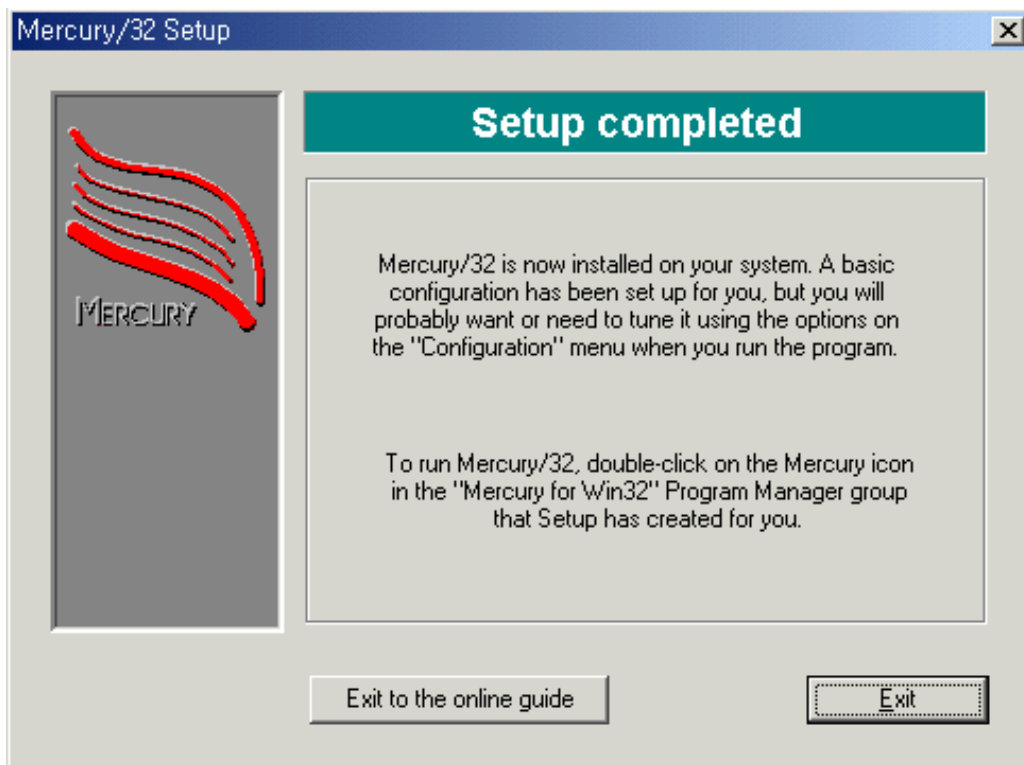 Mercury/32 Setup
Setup completed
MERCURY
Mercury/32 is now installed on your system. A basic
configuration has been set up for you, but you will
probably want or need to tune it using the options on
the "Configuration" menu when you run the program.
To run Mercury/32, double-click on the Mercury icon
in the "Mercury for Win32" Program Manager group
that Setup has created for you.
Exit to the online guide
Exit